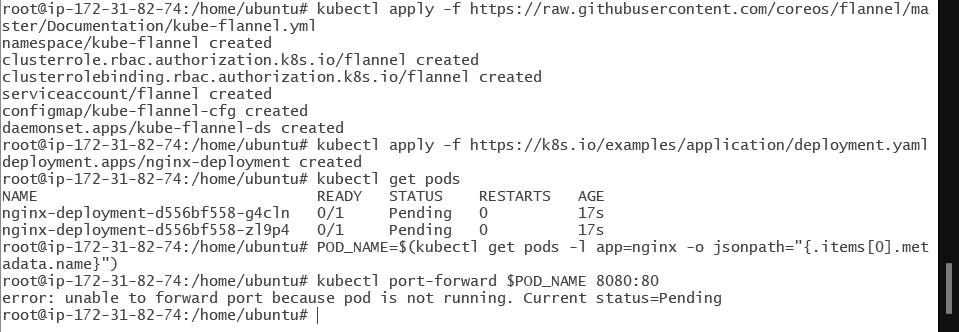 root@ip-172-31-82-74:/home/ubuntu# kubectl apply -f https://raw.githubusercontent.com/coreos/flannel/ma
ster/Documentation/kube-flannel.yml
namespace/kube-flannel created
clusterrole.rbac.authorization.k8s.io/flannel created
clusterrolebinding.rbac.authorization.k8s.io/flannel created
serviceaccount/flannel created
configmap/kube-flannel-cfg created
daemonset.apps/kube-flannel-ds created
root@ip-172-31-82-74:/home/ubuntu# kubectl apply -f https://k8s.io/examples/application/deployment.yaml
deployment.apps/nginx-deployment created
root@ip-172-31-82-74:/home/ubuntu# kubectl get pods
NAME                               READY   STATUS    RESTARTS   AGE
nginx-deployment-d556bf558-g4cln   0/1     Pending   0          17s
nginx-deployment-d556bf558-zl9p4   0/1     Pending   0          17s
root@ip-172-31-82-74:/home/ubuntu# POD_NAME=$(kubectl get pods -l app=nginx -o jsonpath="{.items[0].met
adata.name}")
root@ip-172-31-82-74:/home/ubuntu# kubectl port-forward $POD_NAME 8080:80
error: unable to forward port because pod is not running. Current status=Pending
root@ip-172-31-82-74:/home/ubuntu#